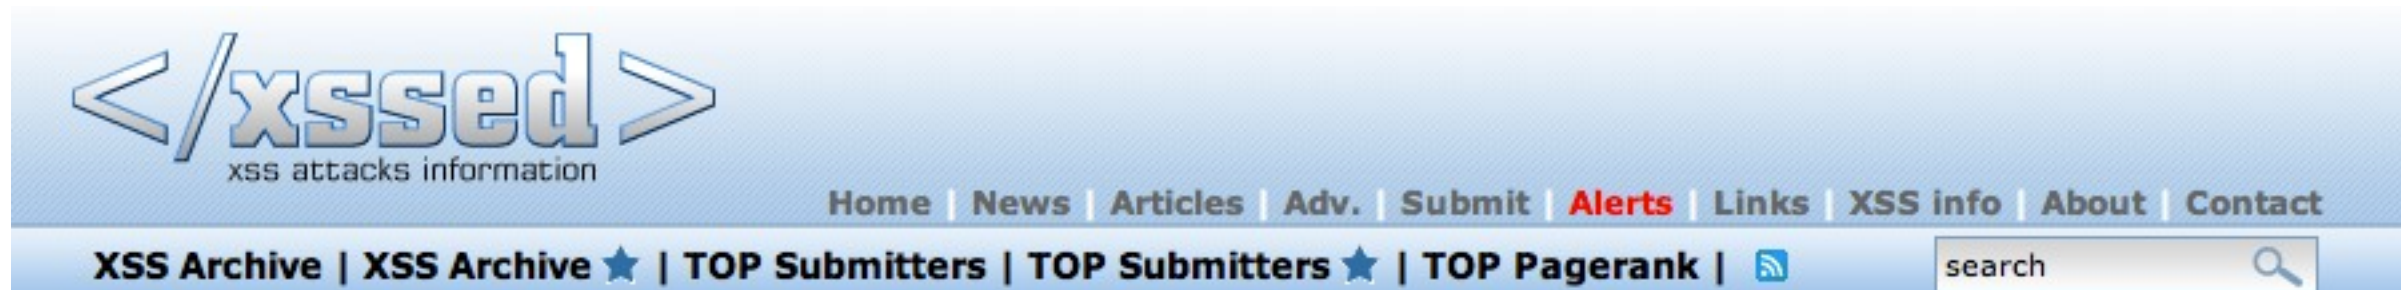 </xssed>
xss attacks information
Home | News | Articles | Adv. | Submit | Alerts | Links | XSS info | About | Contact
XSS Archive | XSS Archive ★ | TOP Submitters | TOP Submitters ★ | TOP Pagerank |
search